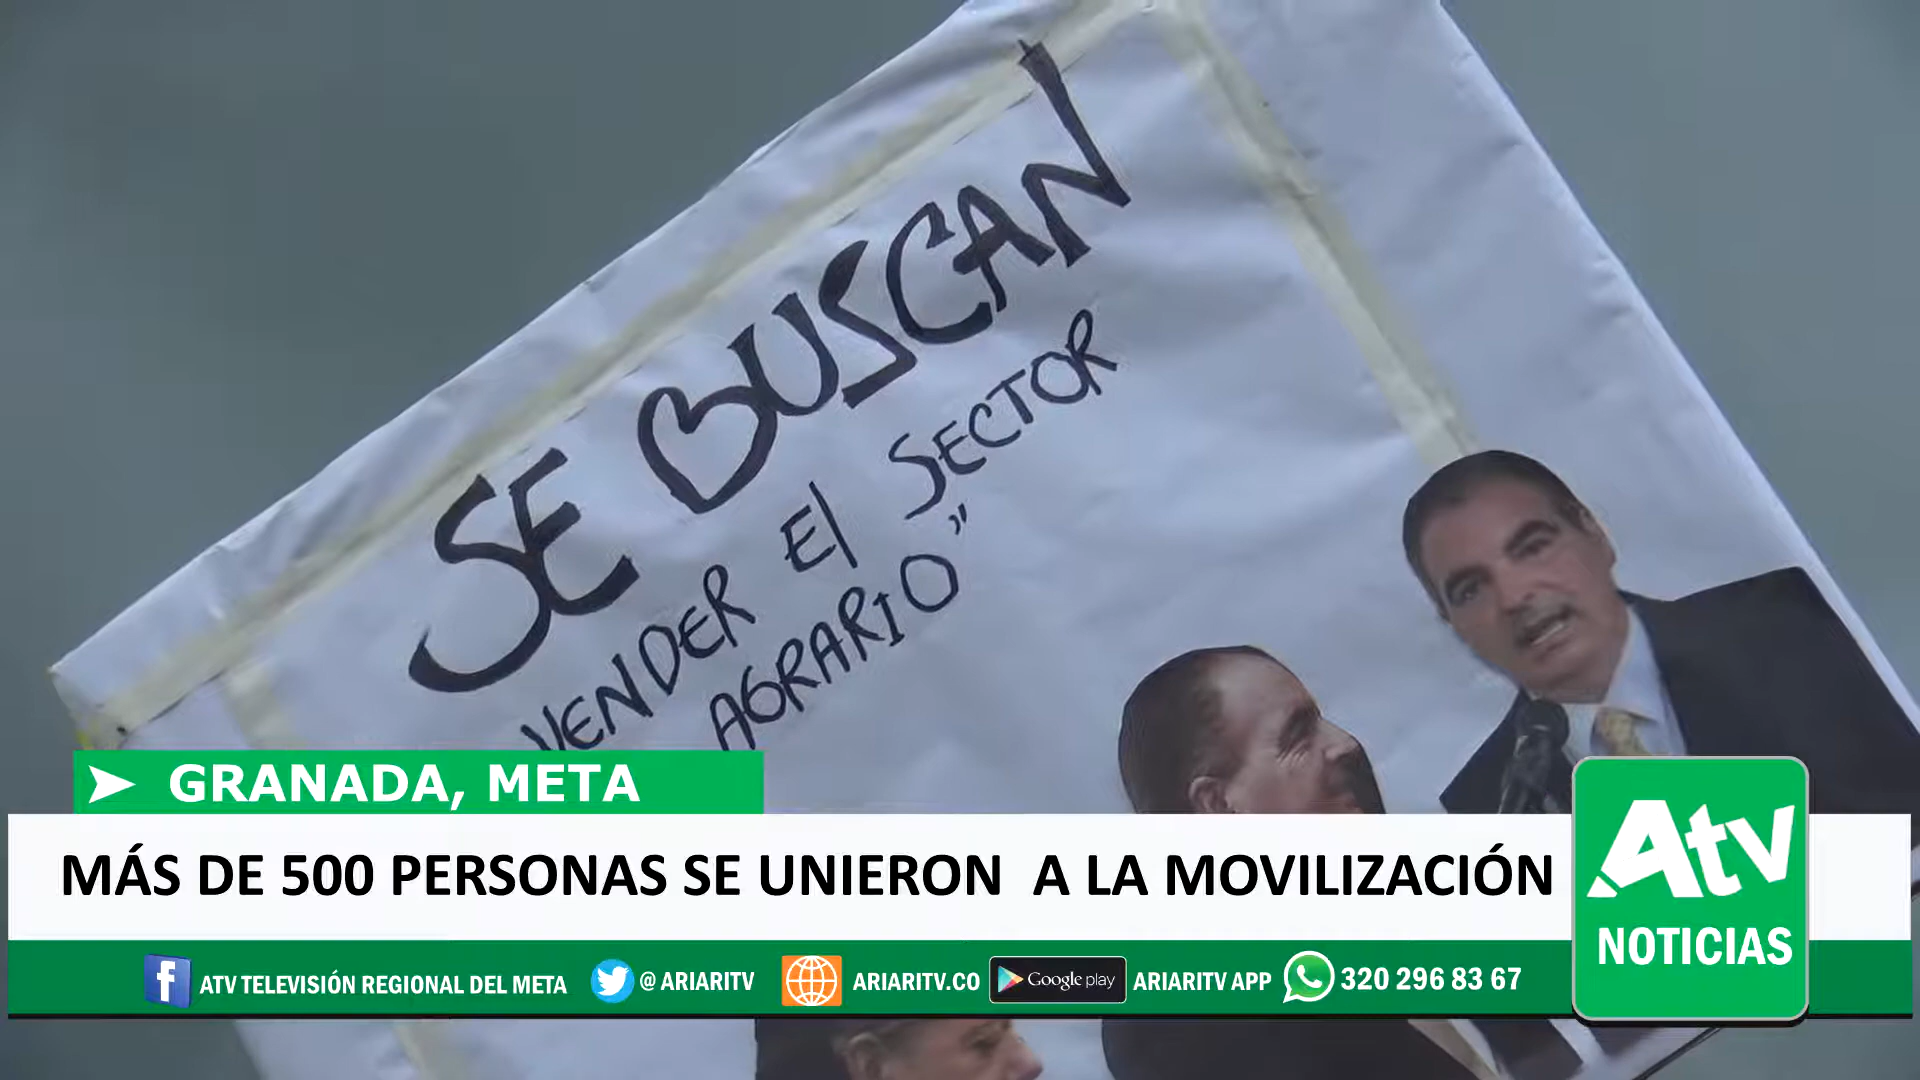 SE BUSCAN
VENDER El SECTOR
AGRARIO"
GRANADA, META
MÁS DE 500 PERSONAS SE UNIERON A LA MOVILIZACIÓN
Atv
NOTICIAS
f ATV TELEVISIÓN REGIONAL DEL META @ ARIARITV ARIARITV.CO Google play ARIARITV APP 320 296 83 67